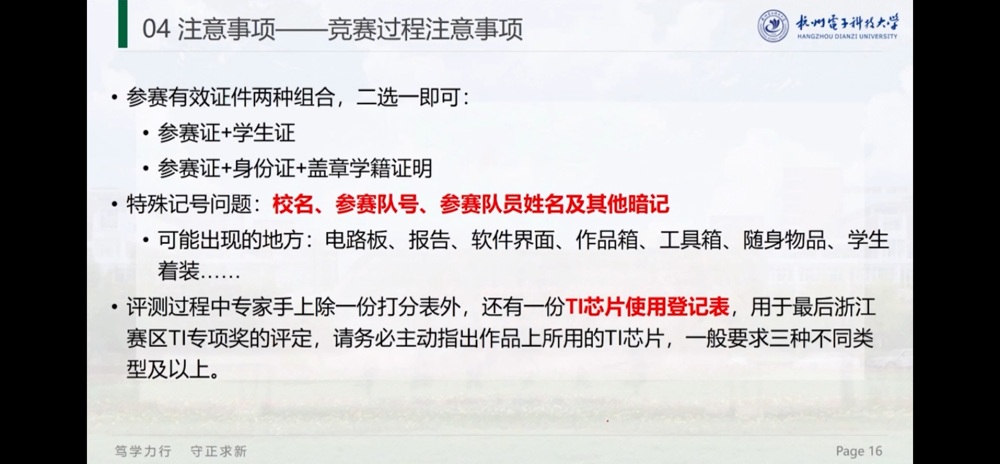 04 注意事项——竞赛过程注意事项
杭州電子科技大学
HANGZHOU DIANZI UNIVERSITY
• 参赛有效证件两种组合，二选一即可：
• 参赛证+学生证
• 参赛证+身份证+盖章学籍证明
• 特殊记号问题：校名、参赛队号、参赛队员姓名及其他暗记
• 可能出现的地方：电路板、报告、软件界面、作品箱、工具箱、随身物品、学生
着装……
• 评测过程中专家手上除一份打分表外，还有一份TI芯片使用登记表，用于最后浙江
赛区TI专项奖的评定，请务必主动指出作品上所用的TI芯片，一般要求三种不同类
型及以上。
笃学力行 守正求新
Page 16